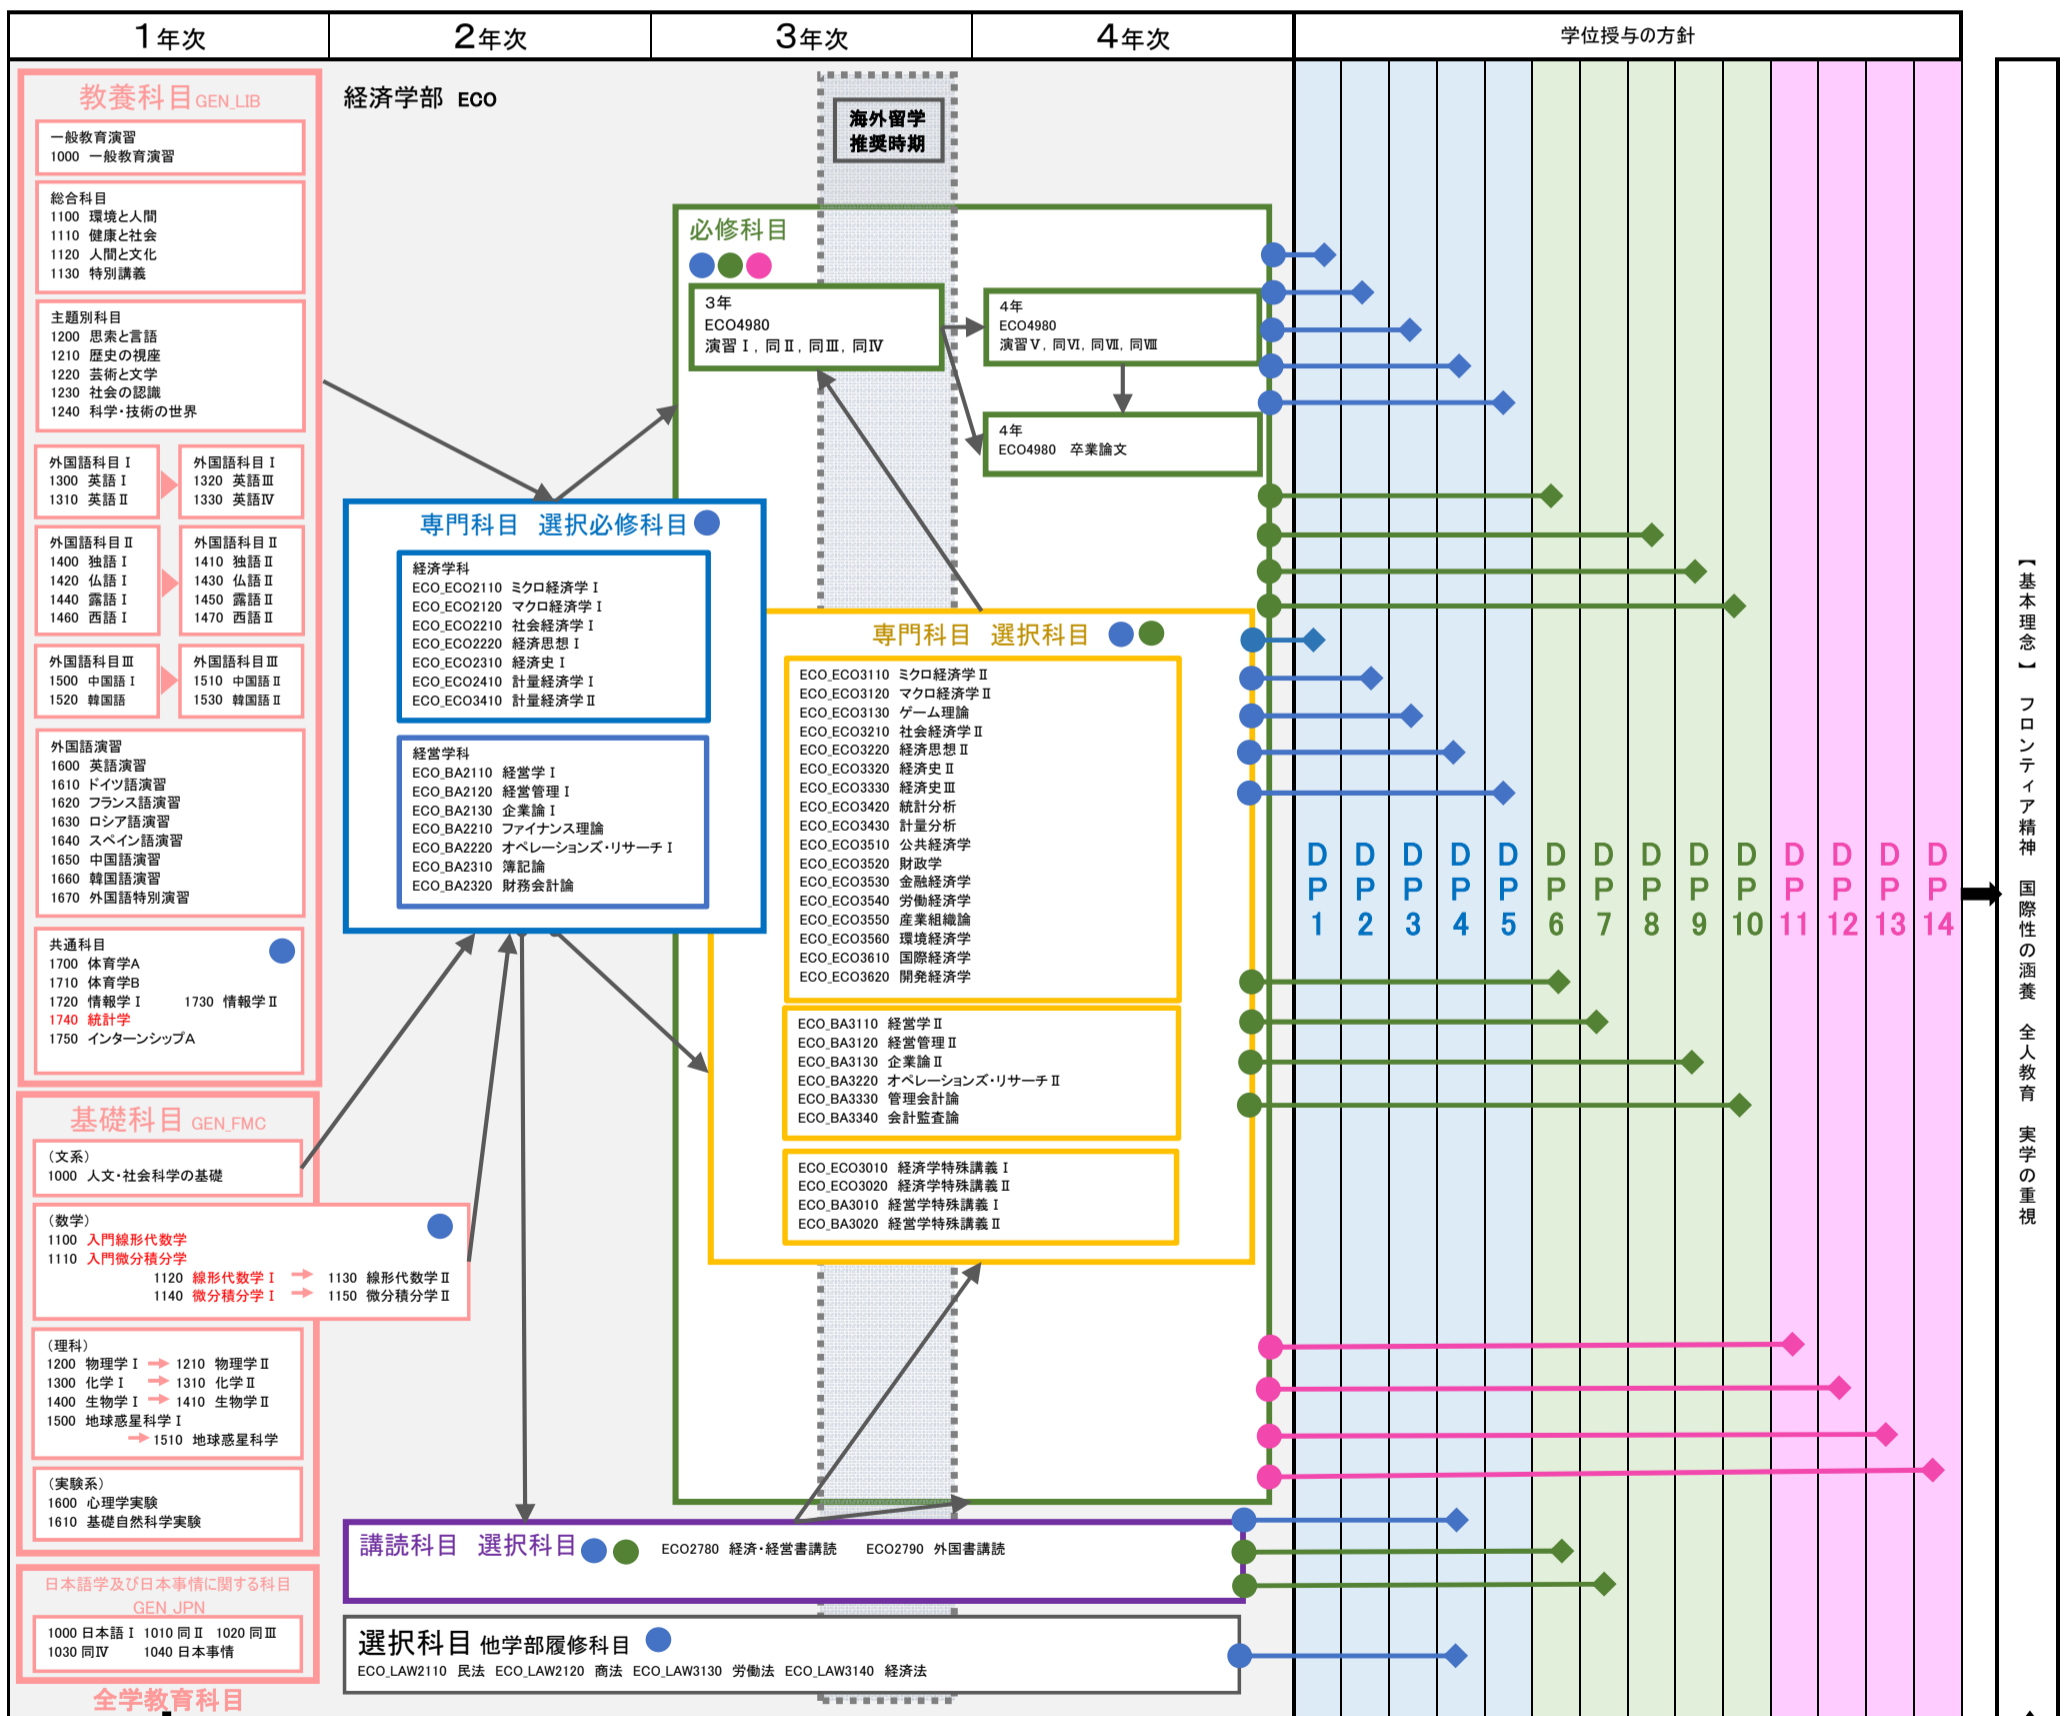 1年次
2年次
3年次
4年次
学位授与の方針
教養科目 GEN_LIB
一般教育演習
1000 一般教育演習
総合科目
1100 環境と人間
1110 健康と社会
1120 人間と文化
1130 特別講義
主題別科目
1200 思索と言語
1210 歴史の視座
1220 芸術と文学
1230 社会の認識
1240 科学・技術の世界
外国語科目Ⅰ
1300 英語Ⅰ
1310 英語Ⅱ
外国語科目Ⅰ
1320 英語Ⅲ
1330 英語Ⅳ
外国語科目Ⅱ
1400 独語Ⅰ
1420 仏語Ⅰ
1440 露語Ⅰ
1460 西語Ⅰ
外国語科目Ⅱ
1410 独語Ⅱ
1430 仏語Ⅱ
1450 露語Ⅱ
1470 西語Ⅱ
外国語科目Ⅲ
1500 中国語Ⅰ
1520 韓国語
外国語科目Ⅲ
1510 中国語Ⅱ
1530 韓国語Ⅱ
外国語演習
1600 英語演習
1610 ドイツ語演習
1620 フランス語演習
1630 ロシア語演習
1640 スペイン語演習
1650 中国語演習
1660 韓国語演習
1670 外国語特別演習
共通科目
1700 体育学A
1710 体育学B
1720 情報学Ⅰ 1730 情報学Ⅱ
1740 統計学
1750 インターンシップA
基礎科目 GEN_FMC
（文系）
1000 人文・社会科学の基礎
（数学）
1100 入門線形代数学
1110 入門微分積分学
1120 線形代数学Ⅰ 1130 線形代数学Ⅱ
1140 微分積分学Ⅰ 1150 微分積分学Ⅱ
（理科）
1200 物理学Ⅰ 1210 物理学Ⅱ
1300 化学Ⅰ 1310 化学Ⅱ
1400 生物学Ⅰ 1410 生物学Ⅱ
1500 地球惑星科学Ⅰ
1510 地球惑星科学
（実験系）
1600 心理学実験
1610 基礎自然科学実験
日本語学及び日本事情に関する科目
GEN JPN
1000 日本語Ⅰ 1010 同Ⅱ 1020 同Ⅲ
1030 同Ⅳ 1040 日本事情
全学教育科目
経済学部 ECO
海外留学
推奨時期
必修科目
3年
ECO4980
演習Ⅰ, 同Ⅱ, 同Ⅲ, 同Ⅳ
4年
ECO4980
演習Ⅴ, 同Ⅵ, 同Ⅶ, 同Ⅷ
4年
ECO4980 卒業論文
専門科目 選択必修科目
経済学科
ECO_ECO2110 ミクロ経済学Ⅰ
ECO_ECO2120 マクロ経済学Ⅰ
ECO_ECO2210 社会経済学Ⅰ
ECO_ECO2220 経済思想Ⅰ
ECO_ECO2310 経済史Ⅰ
ECO_ECO2410 計量経済学Ⅰ
ECO_ECO3410 計量経済学Ⅱ
経営学科
ECO_BA2110 経営学Ⅰ
ECO_BA2120 経営管理Ⅰ
ECO_BA2130 企業論Ⅰ
ECO_BA2210 ファイナンス理論
ECO_BA2220 オペレーションズ・リサーチⅠ
ECO_BA2310 簿記論
ECO_BA2320 財務会計論
専門科目 選択科目
ECO_ECO3110 ミクロ経済学Ⅱ
ECO_ECO3120 マクロ経済学Ⅱ
ECO_ECO3130 ゲーム理論
ECO_ECO3210 社会経済学Ⅱ
ECO_ECO3220 経済思想Ⅱ
ECO_ECO3320 経済史Ⅱ
ECO_ECO3330 経済史Ⅲ
ECO_ECO3420 統計分析
ECO_ECO3430 計量分析
ECO_ECO3510 公共経済学
ECO_ECO3520 財政学
ECO_ECO3530 金融経済学
ECO_ECO3540 労働経済学
ECO_ECO3550 産業組織論
ECO_ECO3560 環境経済学
ECO_ECO3610 国際経済学
ECO_ECO3620 開発経済学
ECO_BA3110 経営学Ⅱ
ECO_BA3120 経営管理Ⅱ
ECO_BA3130 企業論Ⅱ
ECO_BA3220 オペレーションズ・リサーチⅡ
ECO_BA3330 管理会計論
ECO_BA3340 会計監査論
ECO_ECO3010 経済学特殊講義Ⅰ
ECO_ECO3020 経済学特殊講義Ⅱ
ECO_BA3010 経営学特殊講義Ⅰ
ECO_BA3020 経営学特殊講義Ⅱ
講読科目 選択科目
ECO2780 経済・経営書講読 ECO2790 外国書講読
選択科目 他学部履修科目
ECO_LAW2110 民法 ECO_LAW2120 商法 ECO_LAW3130 労働法 ECO_LAW3140 経済法
DP1
DP2
DP3
DP4
DP5
DP6
DP7
DP8
DP9
DP10
DP11
DP12
DP13
DP14
【基本理念】 フロンティア精神 国際性の涵養 全人教育 実学の重視